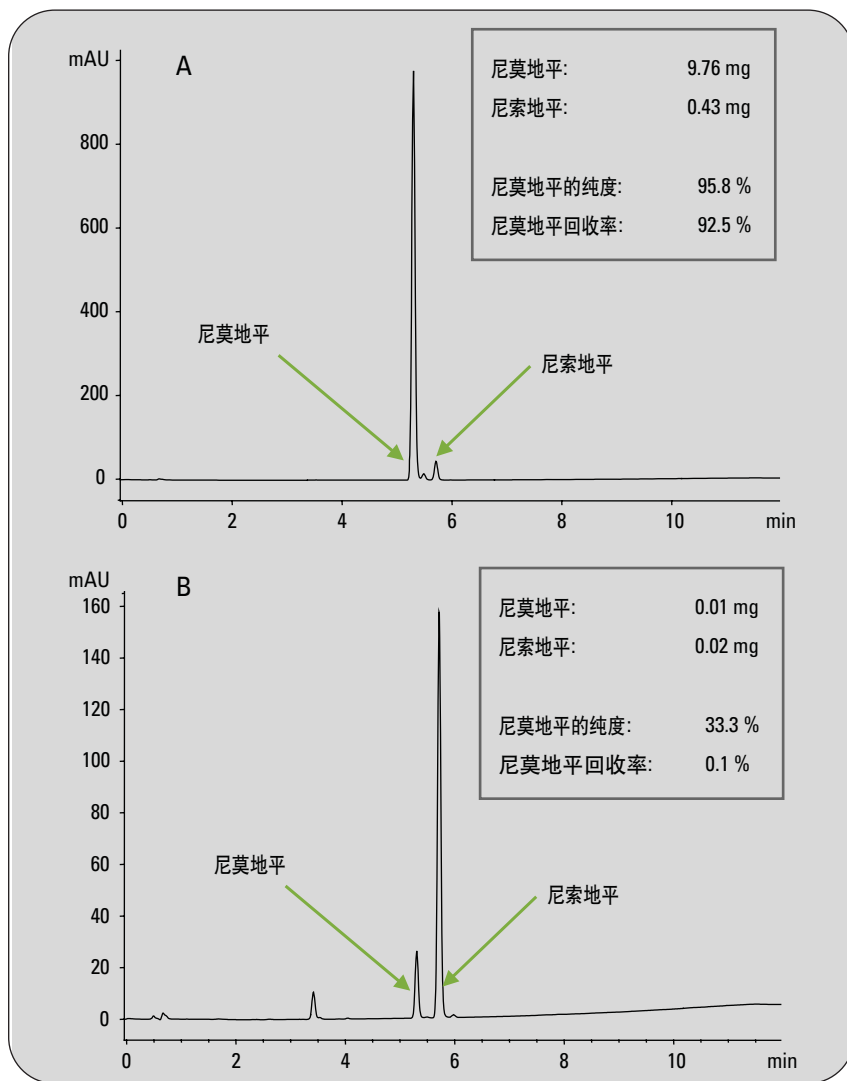 mAU
A
尼莫地平: 9.76 mg
尼索地平: 0.43 mg
尼莫地平的纯度: 95.8 %
尼莫地平回收率: 92.5 %
800
600
400
200
0
尼莫地平
尼索地平
0 2 4 6 8 10 min
mAU
B
尼莫地平: 0.01 mg
尼索地平: 0.02 mg
尼莫地平的纯度: 33.3 %
尼莫地平回收率: 0.1 %
160
140
120
100
80
60
40
20
0
尼莫地平
尼索地平
0 2 4 6 8 10 min